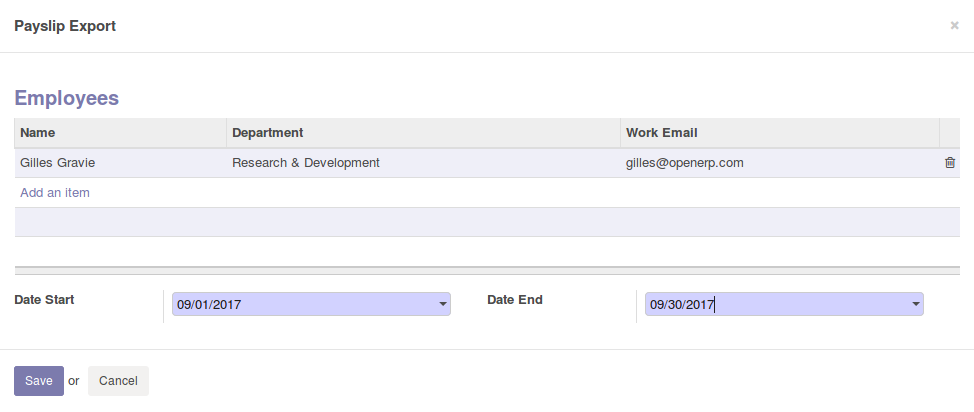 Payslip Export ×
Employees
Name Department Work Email
Gilles Gravie Research & Development gilles@openerp.com
Add an item
Date Start 09/01/2017 Date End 09/30/2017
Save or Cancel